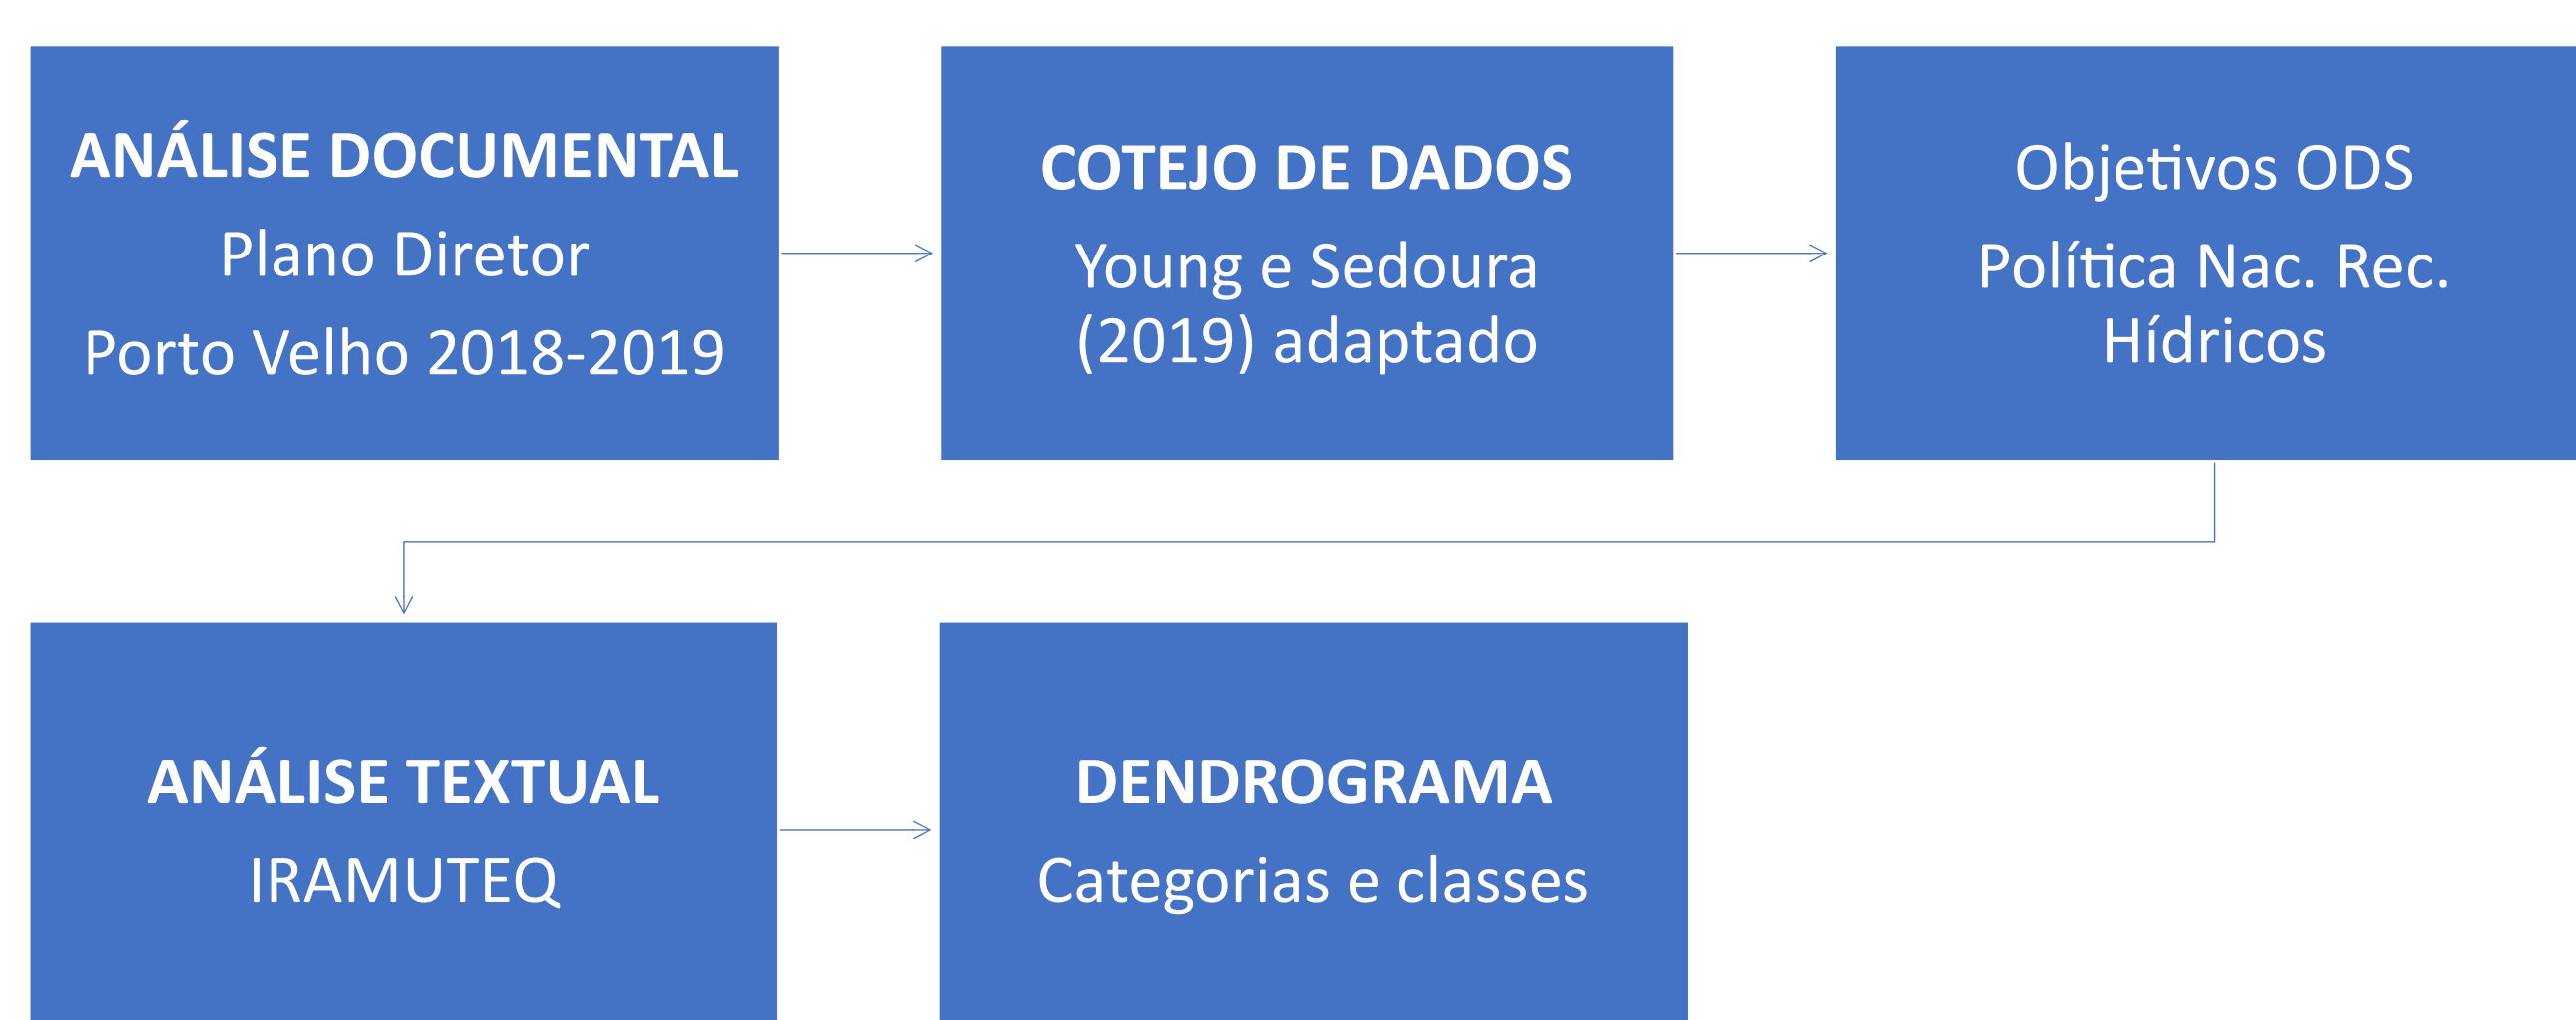 ANÁLISE DOCUMENTAL
Plano Diretor
Porto Velho 2018-2019
COTEJO DE DADOS
Young e Sedoura
(2019) adaptado
Objetivos ODS
Política Nac. Rec.
Hídricos
ANÁLISE TEXTUAL
IRAMUTEQ
DENDROGRAMA
Categorias e classes